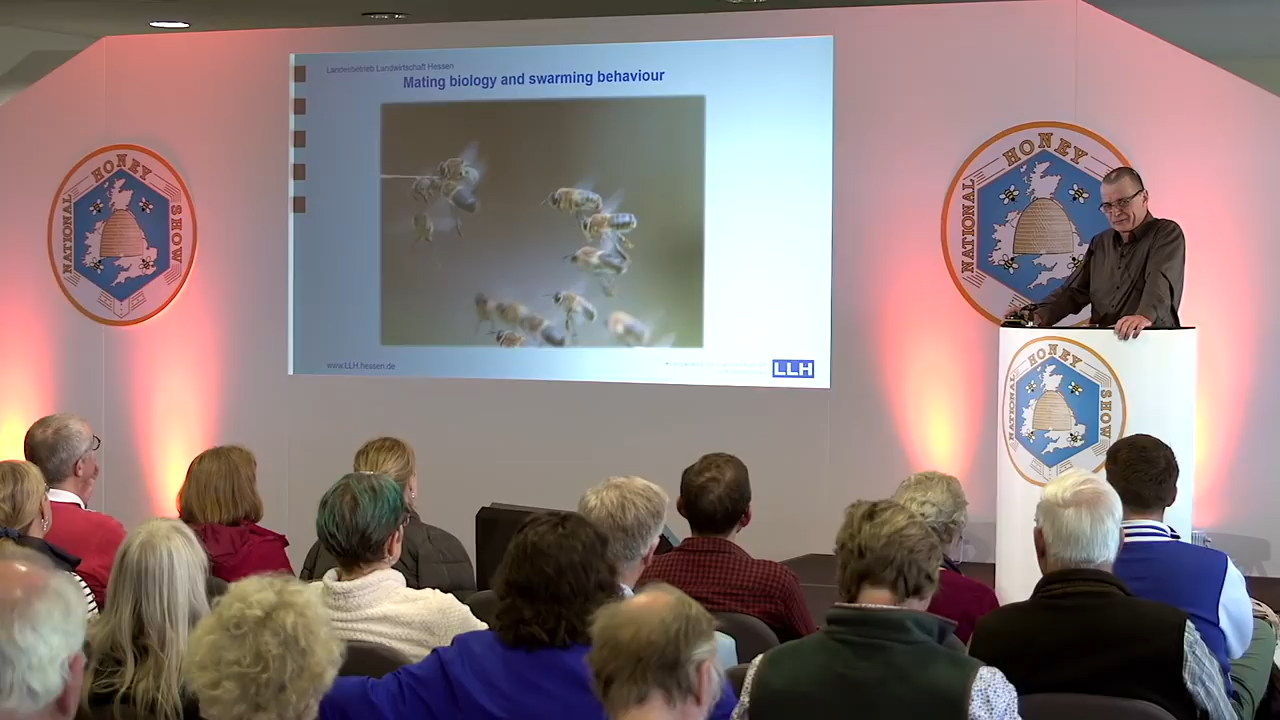 Landesbetrieb Landwirtschaft Hessen
Mating biology and swarming behaviour
www.LLH.hessen.de
LLH
NATIONAL HONEY SHOW
NATIONAL HONEY SHOW
NATIONAL HONEY SHOW